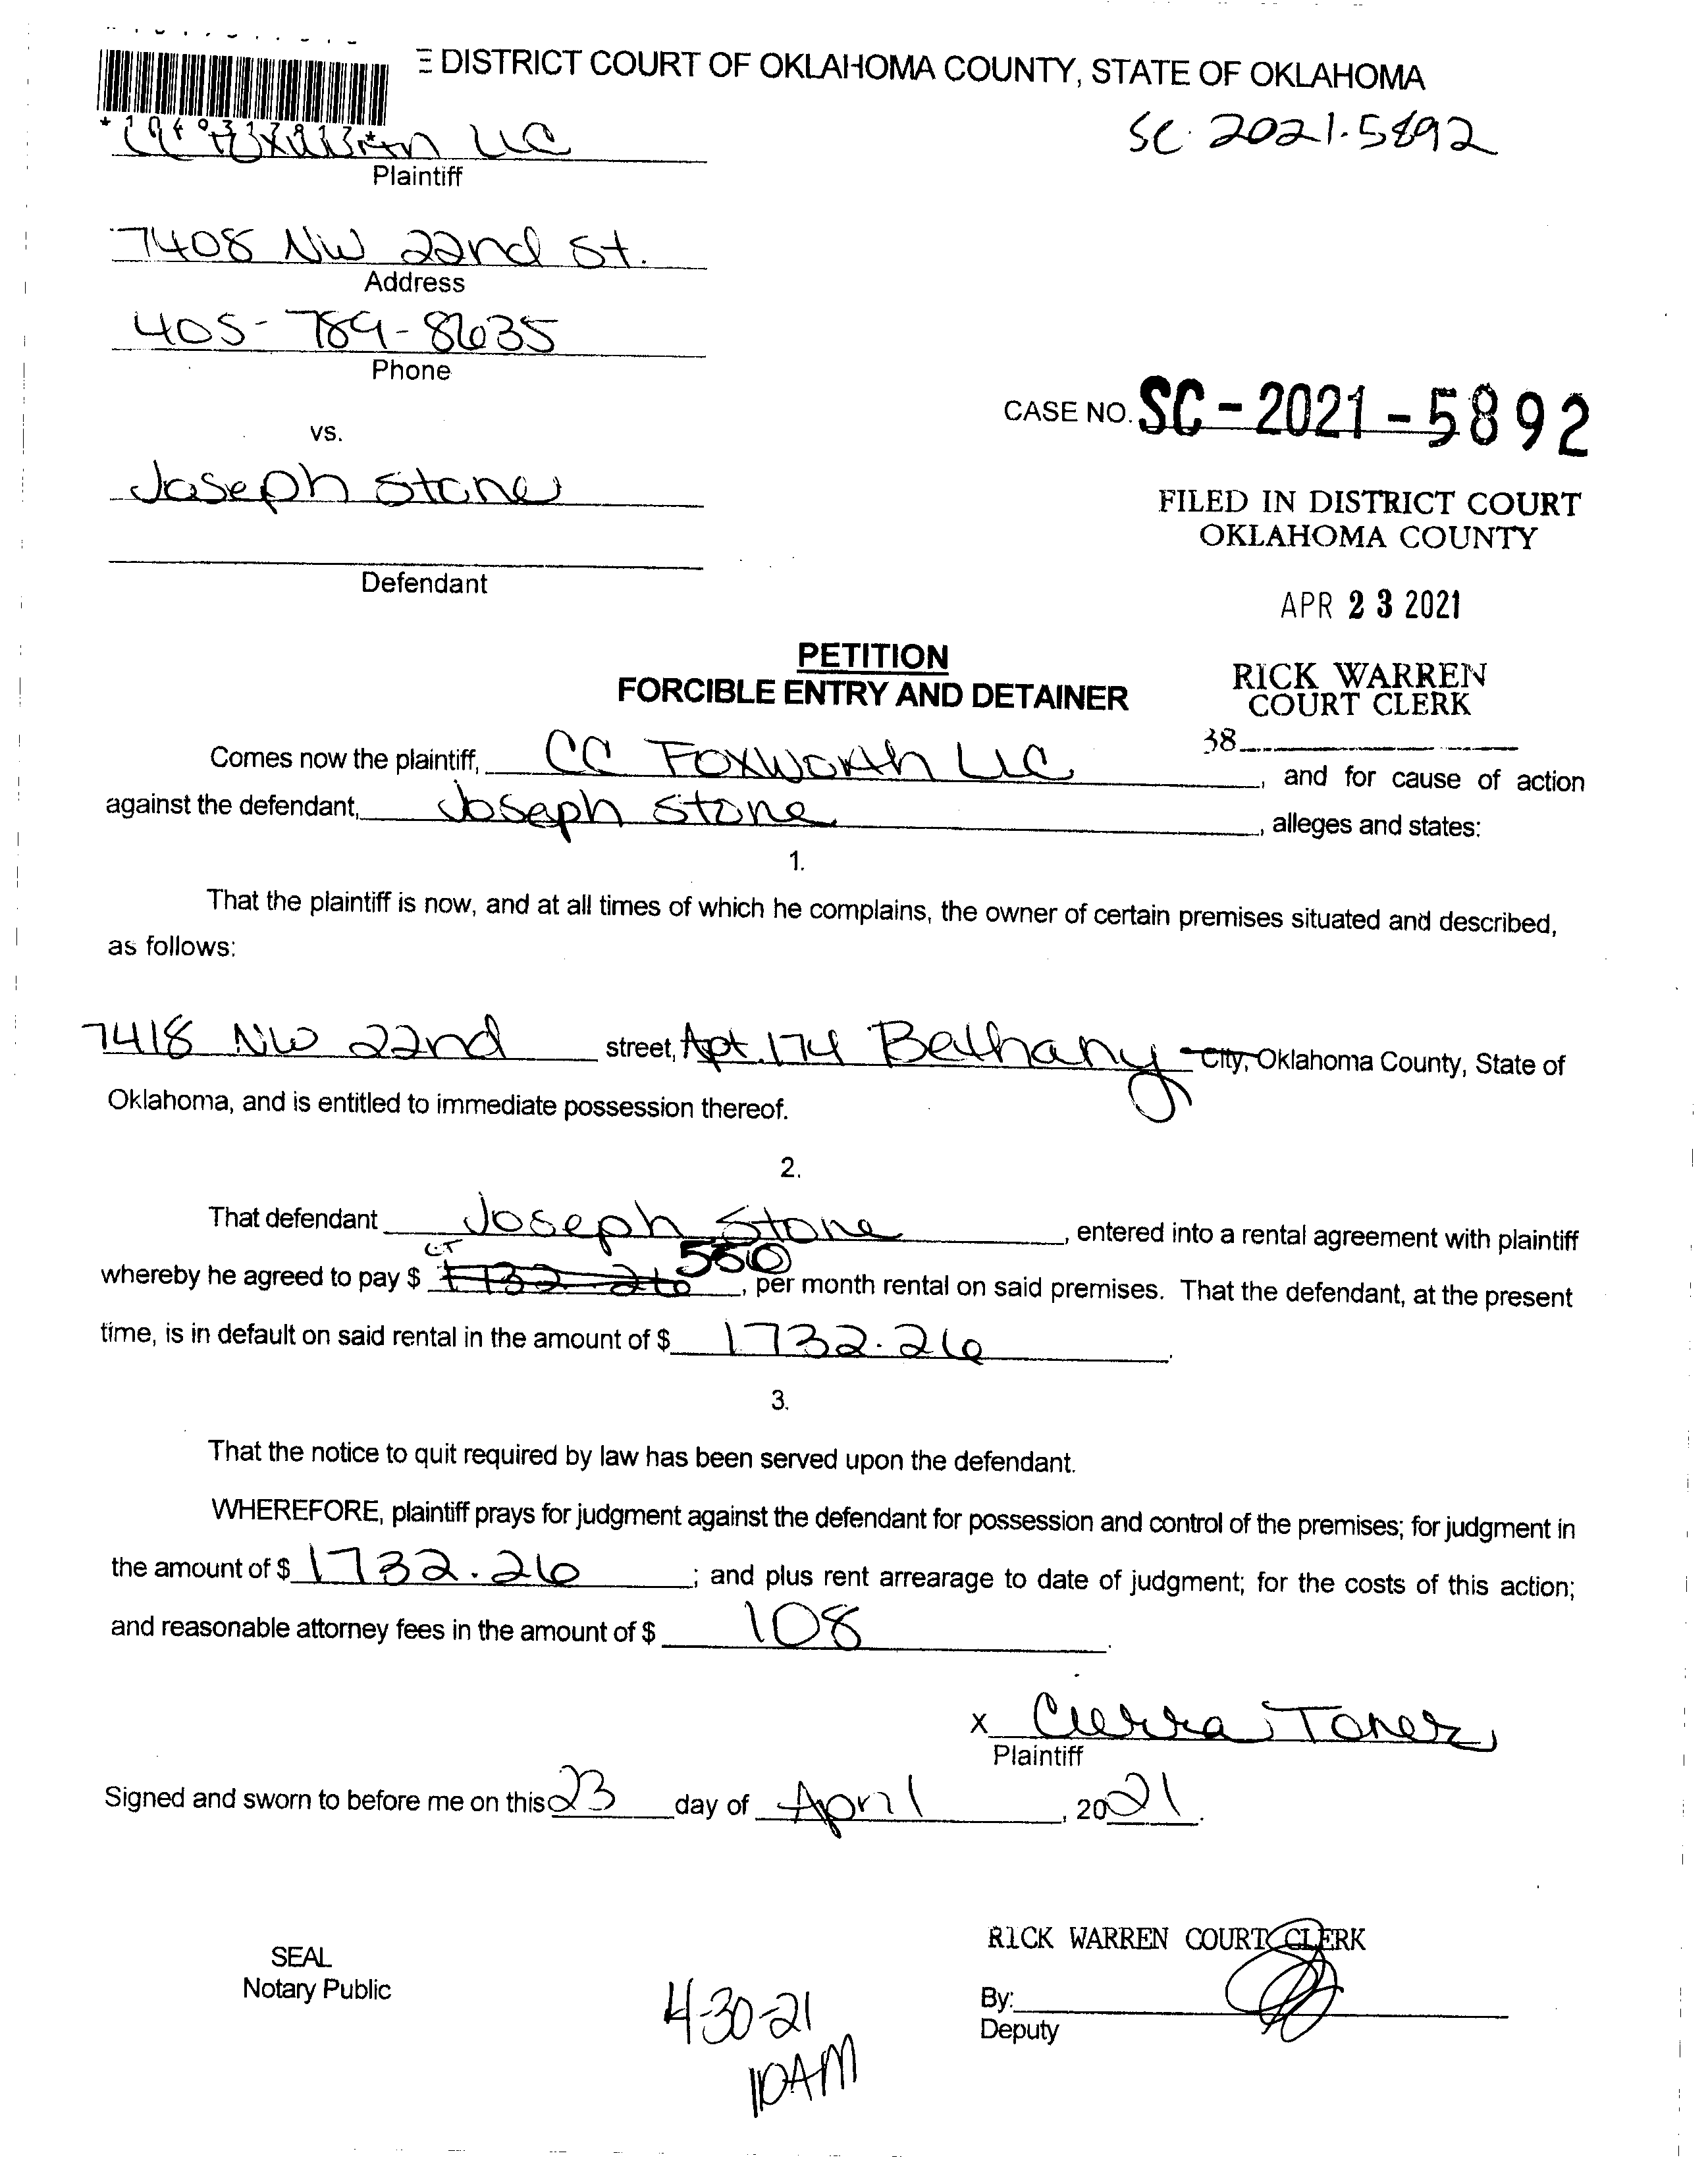 E DISTRICT COURT OF OKLAHOMA COUNTY, STATE OF OKLAHOMA
SC-2021-5892
CC Foxworth LLC
Plaintiff
7408 NW 22nd St.
Address
405-789-8635
Phone
CASE NO. SC-2021-5892
vs.
Joseph Stone
FILED IN DISTRICT COURT
OKLAHOMA COUNTY
Defendant
APR 23 2021
PETITION
FORCIBLE ENTRY AND DETAINER
RICK WARREN
COURT CLERK
38
Comes now the plaintiff, CC Foxworth LLC, and for cause of action
against the defendant, Joseph Stone, alleges and states:
1.
That the plaintiff is now, and at all times of which he complains, the owner of certain premises situated and described,
as follows:
7418 NW 22nd street, Apt. 174 Bethany City, Oklahoma County, State of
Oklahoma, and is entitled to immediate possession thereof.
2.
That defendant Joseph Stone, entered into a rental agreement with plaintiff
CT
whereby he agreed to pay $ 1732.26 550, per month rental on said premises. That the defendant, at the present
time, is in default on said rental in the amount of $ 1732.26.
3.
That the notice to quit required by law has been served upon the defendant.
WHEREFORE, plaintiff prays for judgment against the defendant for possession and control of the premises; for judgment in
the amount of $ 1732.26; and plus rent arrearage to date of judgment; for the costs of this action;
and reasonable attorney fees in the amount of $ 108.
X Cierra Toner
Plaintiff
Signed and sworn to before me on this 23 day of April, 2021.
RICK WARREN COURT CLERK
SEAL
Notary Public
4-30-21
10AM
By:
Deputy